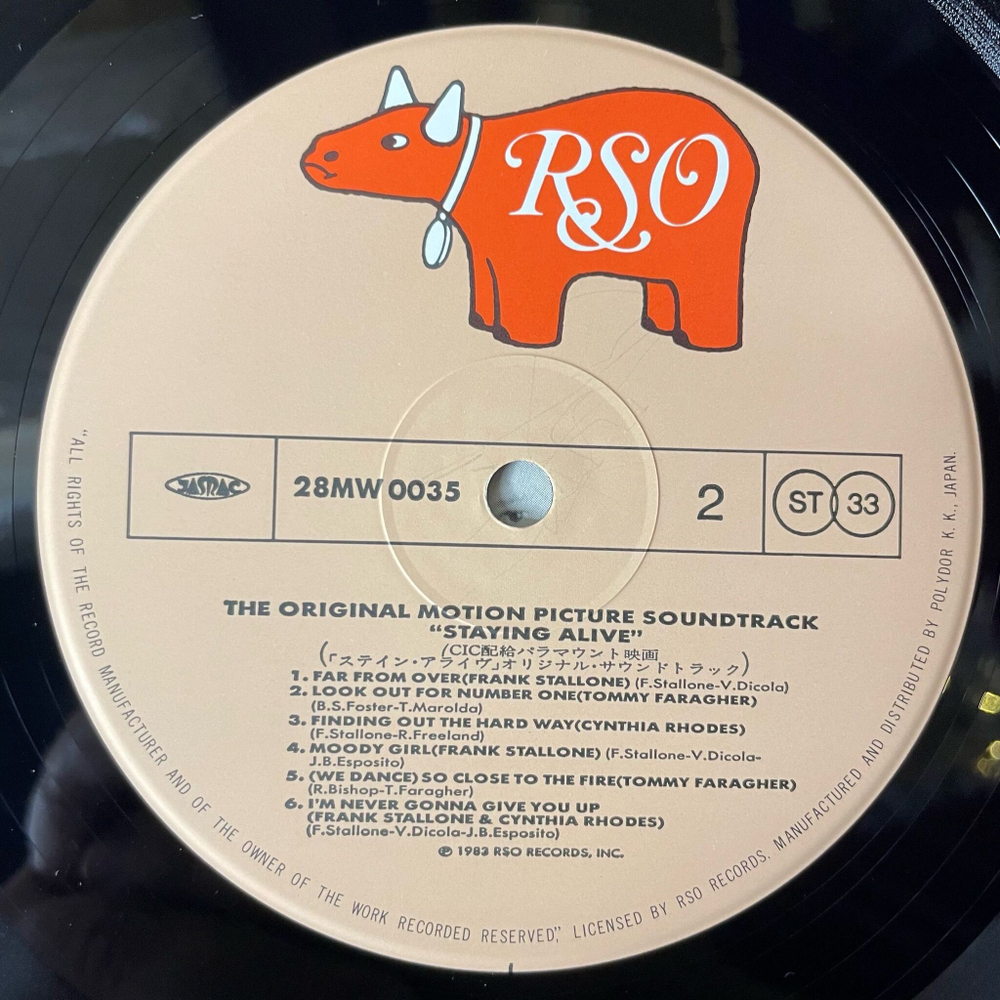 RSO
JASRAC
28MW 0035
2
ST 33
THE ORIGINAL MOTION PICTURE SOUNDTRACK
“STAYING ALIVE”
(CIC配給パラマウント映画
「ステイン・アライヴ」オリジナル・サウンドトラック)
1. FAR FROM OVER(FRANK STALLONE) (F.Stallone-V.Dicola)
2. LOOK OUT FOR NUMBER ONE(TOMMY FARAGHER)
(B.S.Foster-T.Marolda)
3. FINDING OUT THE HARD WAY(CYNTHIA RHODES)
(F.Stallone-R.Freeland)
4. MOODY GIRL(FRANK STALLONE) (F.Stallone-V.Dicola-
J.B.Esposito)
5. (WE DANCE) SO CLOSE TO THE FIRE(TOMMY FARAGHER)
(R.Bishop-T.Faragher)
6. I'M NEVER GONNA GIVE YOU UP
(FRANK STALLONE & CYNTHIA RHODES)
(F.Stallone-V.Dicola-J.B.Esposito)
℗ 1983 RSO RECORDS, INC.
“ALL RIGHTS OF THE RECORD MANUFACTURER AND OF THE OWNER OF THE WORK RECORDED RESERVED,” LICENSED BY RSO RECORDS. MANUFACTURED AND DISTRIBUTED BY POLYDOR K. K., JAPAN.